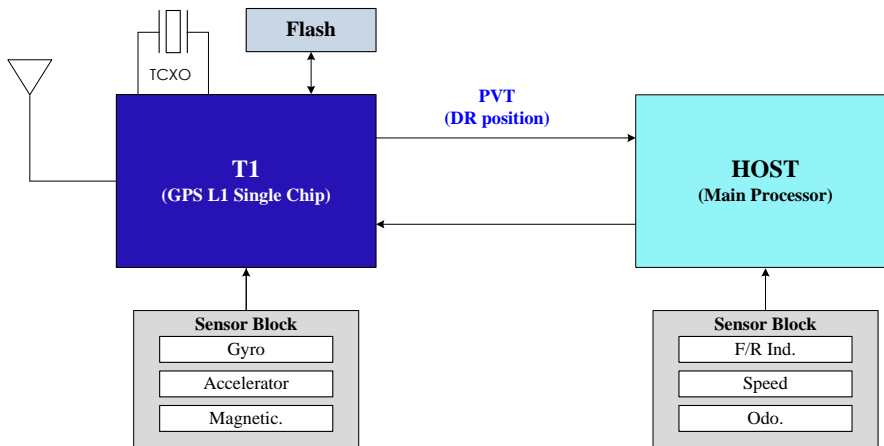 Flash
TCXO
PVT
(DR position)
T1
(GPS L1 Single Chip)
HOST
(Main Processor)
Sensor Block
Gyro
Accelerator
Magnetic.
Sensor Block
F/R Ind.
Speed
Odo.